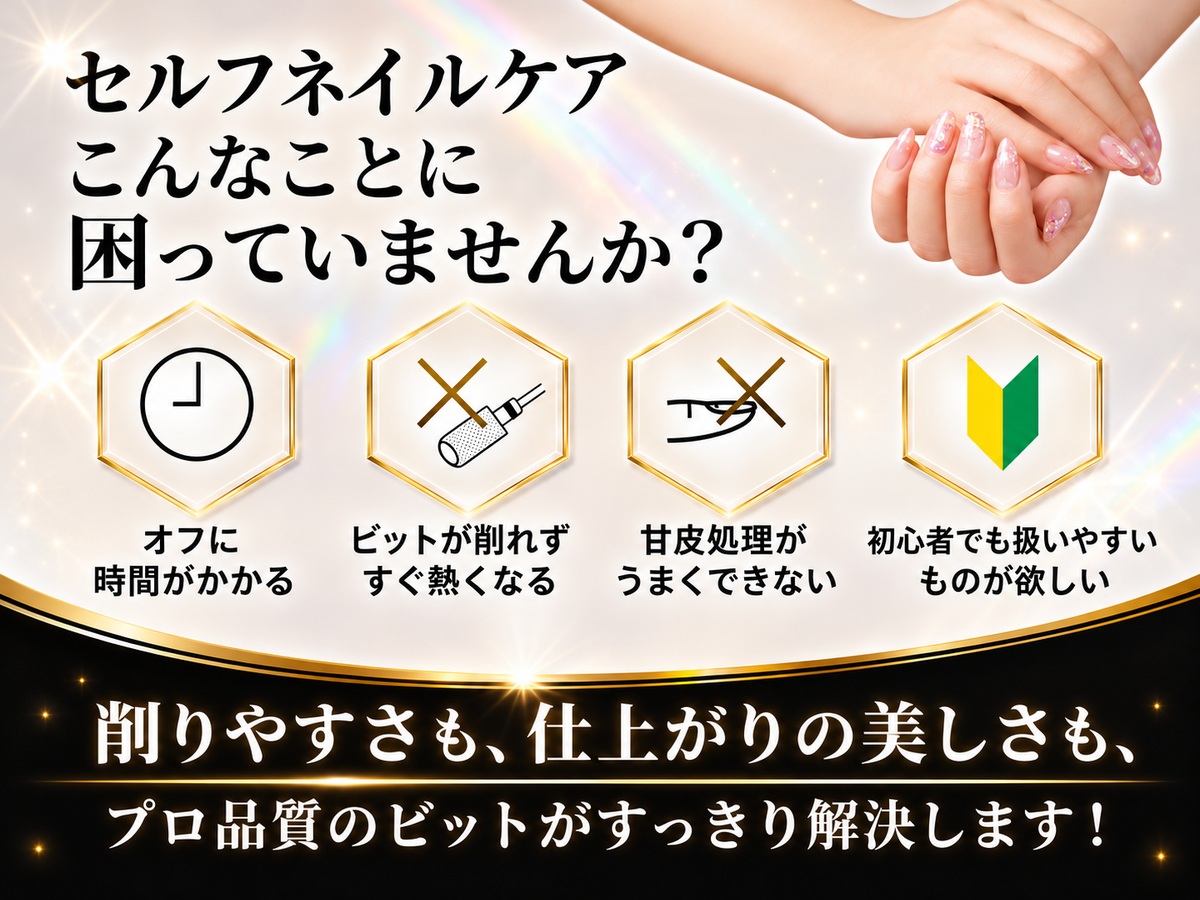 セルフネイルケア
こんなことに
困っていませんか?
オフに
時間がかかる
ビットが削れず
すぐ熱くなる
甘皮処理が
うまくできない
初心者でも扱いやすい
ものが欲しい
削りやすさも、仕上がりの美しさも、
プロ品質のビットがすっきり解決します!